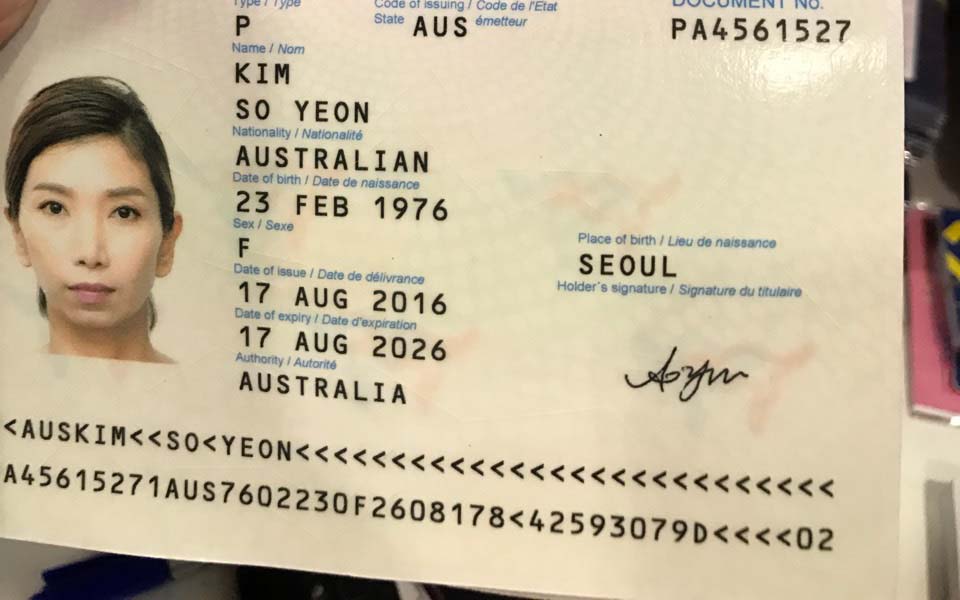 Type / Type
Code of issuing / Code de l'Etat
State émetteur
DOCUMENT No.
P
AUS
PA4561527
Name / Nom
KIM
SO YEON
Nationality / Nationalité
AUSTRALIAN
Date of birth / Date de naissance
23 FEB 1976
Sex / Sexe
F
Place of birth / Lieu de naissance
SEOUL
Date of issue / Date de délivrance
17 AUG 2016
Holder's signature / Signature du titulaire
Date of expiry / Date d'expiration
17 AUG 2026
Authority / Autorité
AUSTRALIA
<AUSKIM<<SO<YEON<<<<<<<<<<<<<<<<<<<<<<<<<<<
A45615271AUS7602230F2608178<42593079D<<<<02